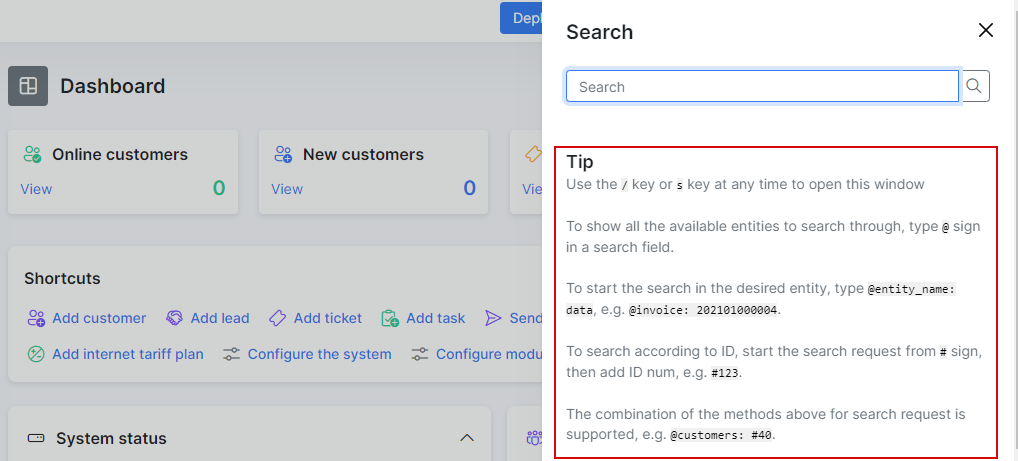 Depl
Dashboard
Online customers
View
0
New customers
View
0
Vie
Shortcuts
Add customer
Add lead
Add ticket
Add task
Send
Add internet tariff plan
Configure the system
Configure modu
System status
Search
Search
Tip
Use the / key or s key at any time to open this window
To show all the available entities to search through, type @ sign
in a search field.
To start the search in the desired entity, type @entity_name:
data, e.g. @invoice: 202101000004.
To search according to ID, start the search request from # sign,
then add ID num, e.g. #123.
The combination of the methods above for search request is
supported, e.g. @customers: #40.